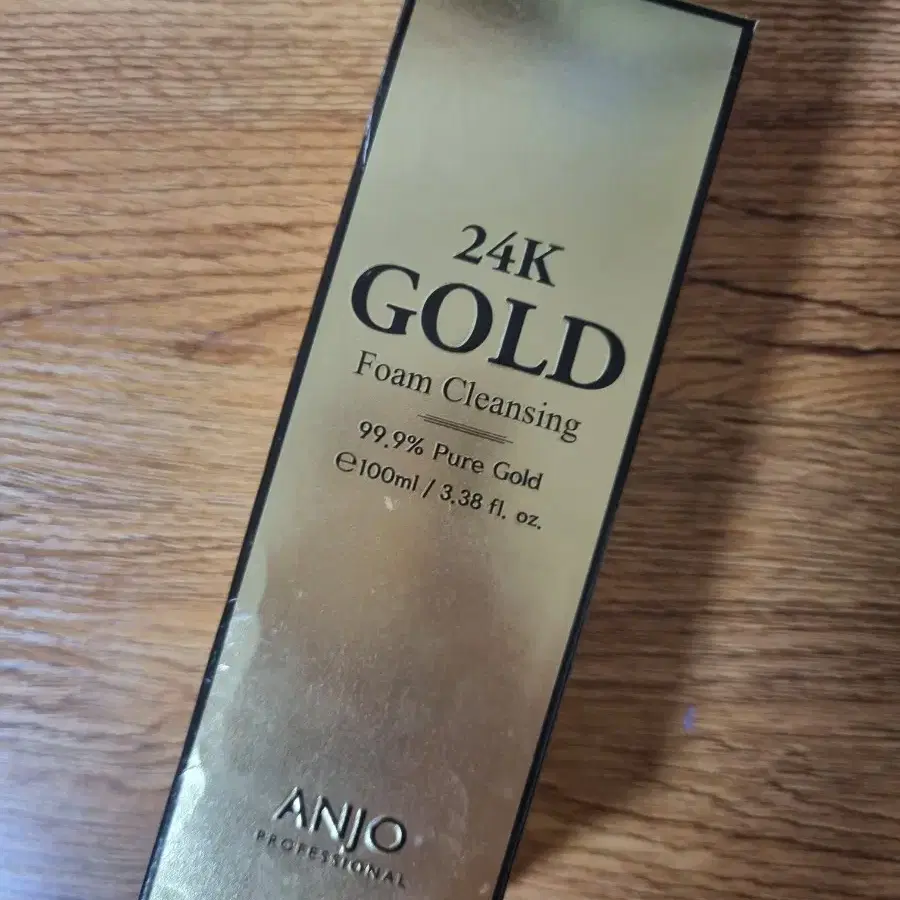 24K
GOLD
Foam Cleansing
99.9% Pure Gold
℮100ml / 3.38 fl. oz.
ANJO
PROFESSIONAL